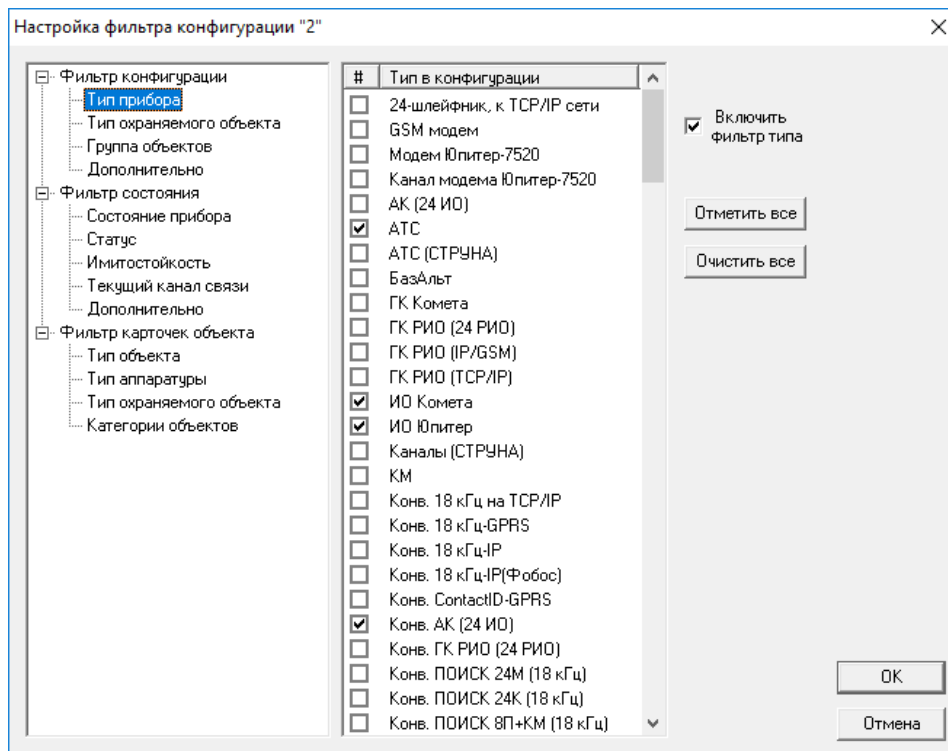 Настройка фильтра конфигурации "2"
Фильтр конфигурации
Тип прибора
Тип охраняемого объекта
Группа объектов
Дополнительно
Фильтр состояния
Состояние прибора
Статус
Имитостойкость
Текущий канал связи
Дополнительно
Фильтр карточек объекта
Тип объекта
Тип аппаратуры
Тип охраняемого объекта
Категории объектов
# Тип в конфигурации
24-шлейфник, к TCP/IP сети
GSM модем
Модем Юпитер-7520
Канал модема Юпитер-7520
АК (24 ИО)
АТС
АТС (СТРУНА)
БазАльт
ГК Комета
ГК РИО (24 РИО)
ГК РИО (IP/GSM)
ГК РИО (TCP/IP)
ИО Комета
ИО Юпитер
Каналы (СТРУНА)
КМ
Конв. 18 кГц на TCP/IP
Конв. 18 кГц-GPRS
Конв. 18 кГц-IP
Конв. 18 кГц-IP(Фобос)
Конв. ContactID-GPRS
Конв. АК (24 ИО)
Конв. ГК РИО (24 РИО)
Конв. ПОИСК 24М (18 кГц)
Конв. ПОИСК 24К (18 кГц)
Конв. ПОИСК 8П+КМ (18 кГц)
Включить
фильтр типа
Отметить все
Очистить все
OK
Отмена